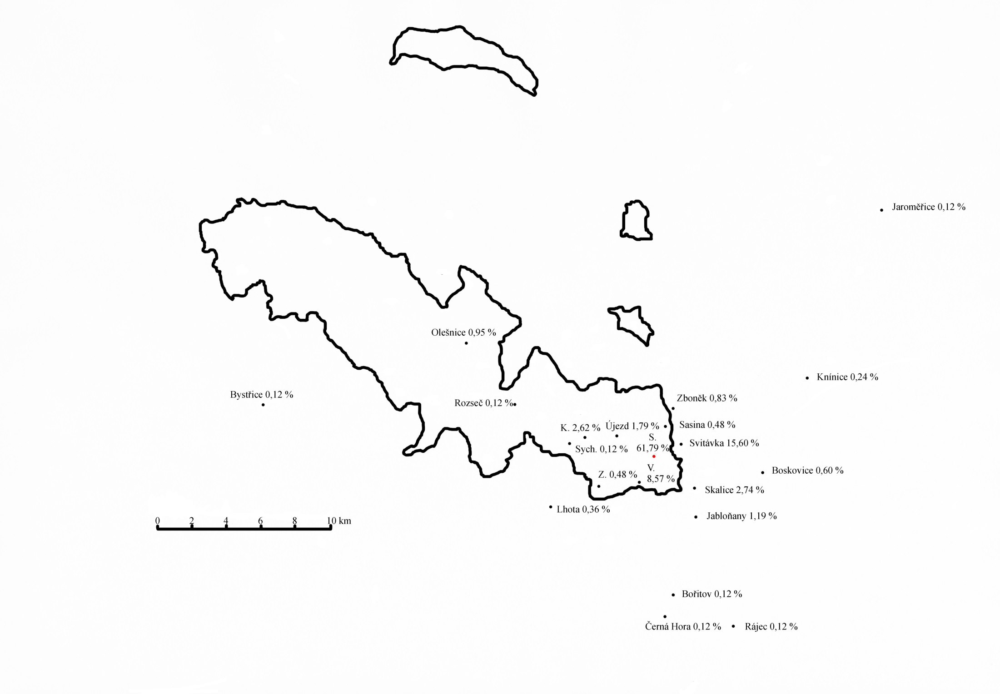 Jaroměřice 0,12 %
Olešnice 0,95 %
Knínice 0,24 %
Bystřice 0,12 %
Rozseč 0,12 %
Zboněk 0,83 %
K. 2,62 %
Újezd 1,79 %
Sasina 0,48 %
S.
61,79 %
Svitávka 15,60 %
Sych. 0,12 %
V.
8,57 %
Z. 0,48 %
Boskovice 0,60 %
Skalice 2,74 %
Lhota 0,36 %
Jabloňany 1,19 %
0 2 4 6 8 10 km
Bořitov 0,12 %
Černá Hora 0,12 %
Rájec 0,12 %